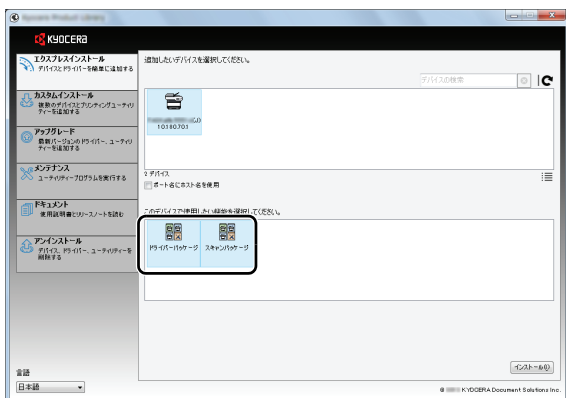 KYOCERA
エクスプレスインストール
デバイスとドライバーを簡単に追加する
カスタムインストール
複数のデバイスとプリンティングユーティリ
ティーを追加する
アップグレード
最新バージョンのドライバー、ユーティリ
ティーを追加する
メンテナンス
ユーティリティープログラムを実行する
ドキュメント
使用説明書とリリースノートを読む
アンインストール
デバイス、ドライバー、ユーティリティーを
削除する
言語
日本語
追加したいデバイスを選択してください。
デバイスの検索
10.180.70.1
2 デバイス
ポート名にホスト名を使用
このデバイスで使用したい機能を選択してください。
ドライバーパッケージ
スキャンパッケージ
インストール(I)
KYOCERA Document Solutions Inc.